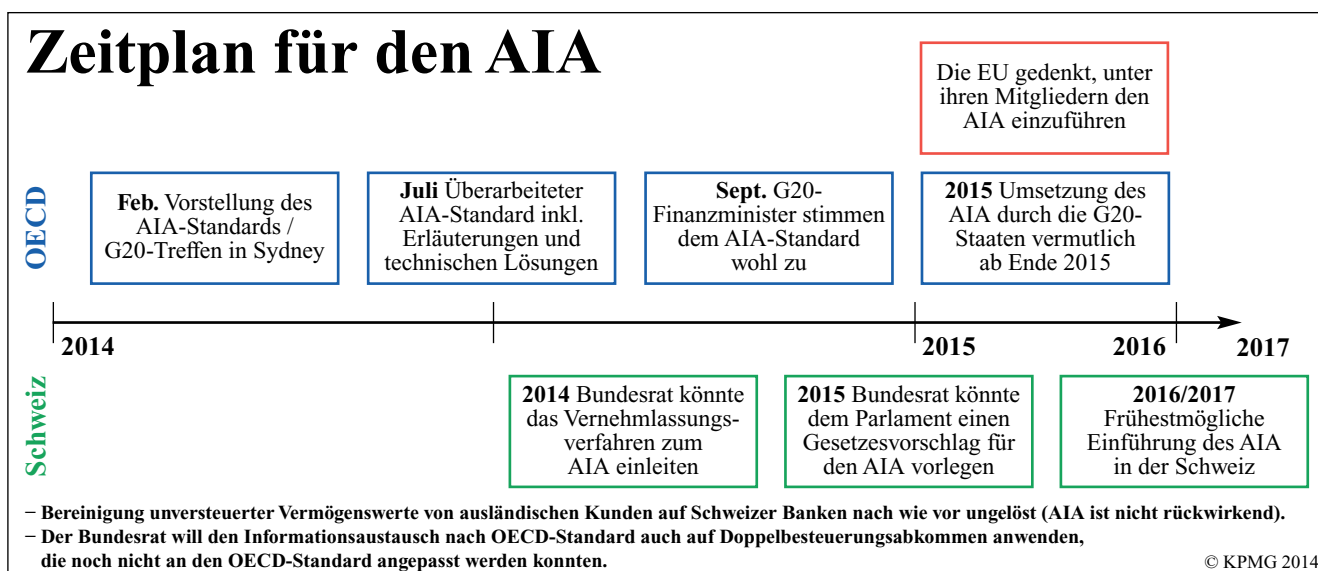 Zeitplan für den AIA
Die EU gedenkt, unter
ihren Mitgliedern den
AIA einzuführen
OECD
Feb. Vorstellung des
AIA-Standards /
G20-Treffen in Sydney
Juli Überarbeiteter
AIA-Standard inkl.
Erläuterungen und
technischen Lösungen
Sept. G20-
Finanzminister stimmen
dem AIA-Standard
wohl zu
2015 Umsetzung des
AIA durch die G20-
Staaten vermutlich
ab Ende 2015
2014
2015
2016
2017
Schweiz
2014 Bundesrat könnte
das Vernehmlassungs-
verfahren zum
AIA einleiten
2015 Bundesrat könnte
dem Parlament einen
Gesetzesvorschlag für
den AIA vorlegen
2016/2017
Frühestmögliche
Einführung des AIA
in der Schweiz
– Bereinigung unversteuerter Vermögenswerte von ausländischen Kunden auf Schweizer Banken nach wie vor ungelöst (AIA ist nicht rückwirkend).
– Der Bundesrat will den Informationsaustausch nach OECD-Standard auch auf Doppelbesteuerungsabkommen anwenden,
die noch nicht an den OECD-Standard angepasst werden konnten.
© KPMG 2014